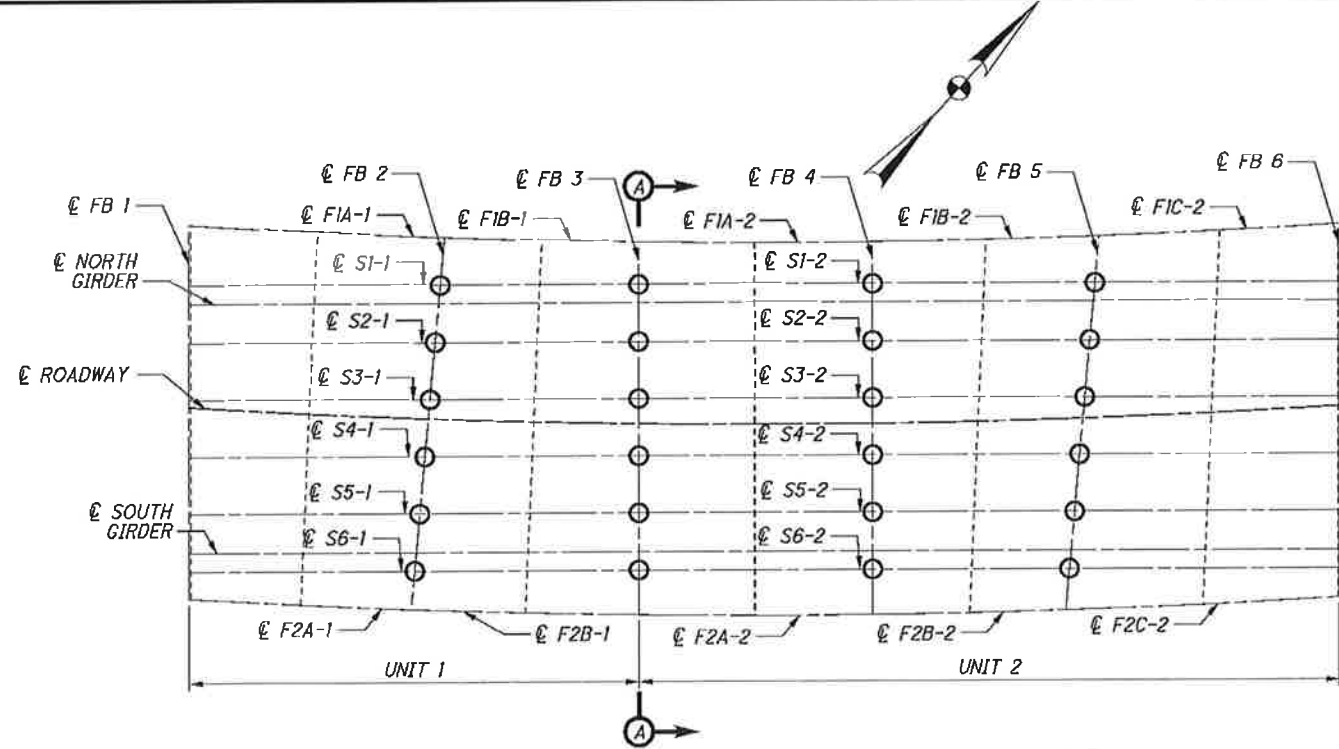 ℄ FB 1
℄ FB 2
℄ FB 3
A
℄ FB 4
℄ FB 5
℄ FB 6
℄ F1A-1
℄ F1B-1
℄ F1A-2
℄ F1B-2
℄ F1C-2
℄ NORTH
GIRDER
℄ S1-1
℄ S1-2
℄ S2-1
℄ S2-2
℄ ROADWAY
℄ S3-1
℄ S3-2
℄ S4-1
℄ S4-2
℄ S5-1
℄ S5-2
℄ SOUTH
GIRDER
℄ S6-1
℄ S6-2
℄ F2A-1
℄ F2B-1
℄ F2A-2
℄ F2B-2
℄ F2C-2
UNIT 1
UNIT 2
A